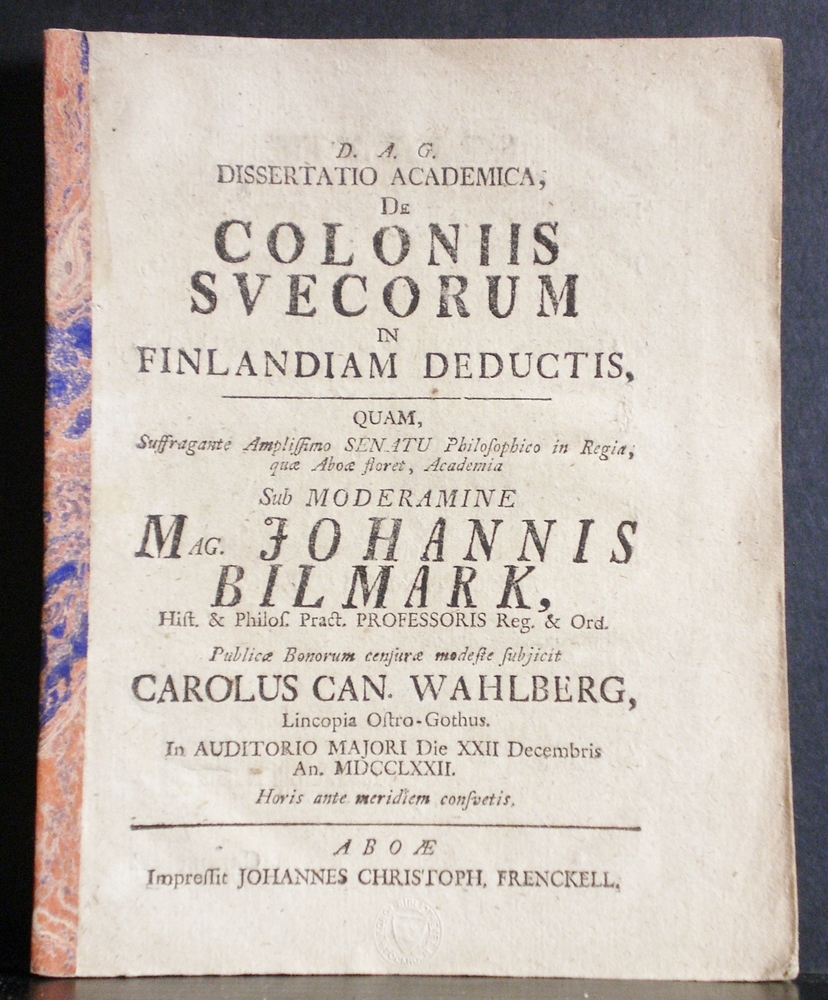 D. A. G.
DISSERTATIO ACADEMICA,
De
COLONIIS
SVECORUM
IN
FINLANDIAM DEDUCTIS,
QUAM,
Suffragante Ampliſſimo SENATU Philoſophico in Regia,
quæ Aboæ floret, Academia
Sub MODERAMINE
MAG. JOHANNIS
BILMARK,
Hiſt. & Philoſ. Pract. PROFESSORIS Reg. & Ord.
Publicæ Bonorum cenſuræ modeſte ſubjicit
CAROLUS CAN. WAHLBERG,
Lincopia Oſtro-Gothus.
In AUDITORIO MAJORI Die XXII Decembris
An. MDCCLXXII.
Horis ante meridiem conſvetis.
ABOÆ
Impreſſit JOHANNES CHRISTOPH. FRENCKELL.